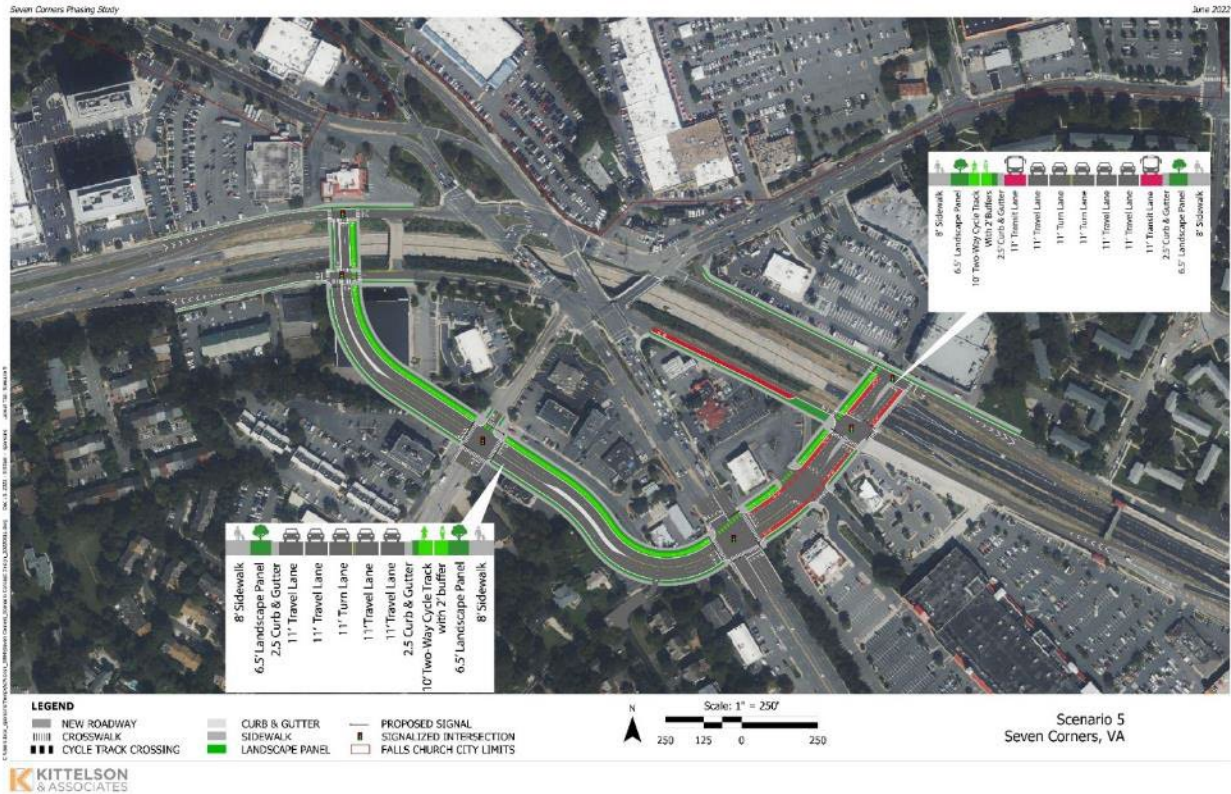 Seven Corners Phasing Study
June 2022
8' Sidewalk
6.5' Landscape Panel
10' Two-Way Cycle Track
With 2' Buffers
2.5' Curb & Gutter
11' Transit Lane
11' Travel Lane
11' Turn Lane
11' Turn Lane
11' Travel Lane
11' Travel Lane
11' Transit Lane
2.5' Curb & Gutter
6.5' Landscape Panel
8' Sidewalk
8' Sidewalk
6.5' Landscape Panel
2.5 Curb & Gutter
11' Travel Lane
11' Travel Lane
11' Turn Lane
11' Travel Lane
11' Travel Lane
2.5 Curb & Gutter
10' Two-Way Cycle Track
with 2' buffer
6.5' Landscape Panel
8' Sidewalk
LEGEND
NEW ROADWAY
CROSSWALK
CYCLE TRACK CROSSING
CURB & GUTTER
SIDEWALK
LANDSCAPE PANEL
PROPOSED SIGNAL
SIGNALIZED INTERSECTION
FALLS CHURCH CITY LIMITS
N
Scale: 1" = 250'
250 125 0 250
Scenario 5
Seven Corners, VA
KITTELSON
& ASSOCIATES